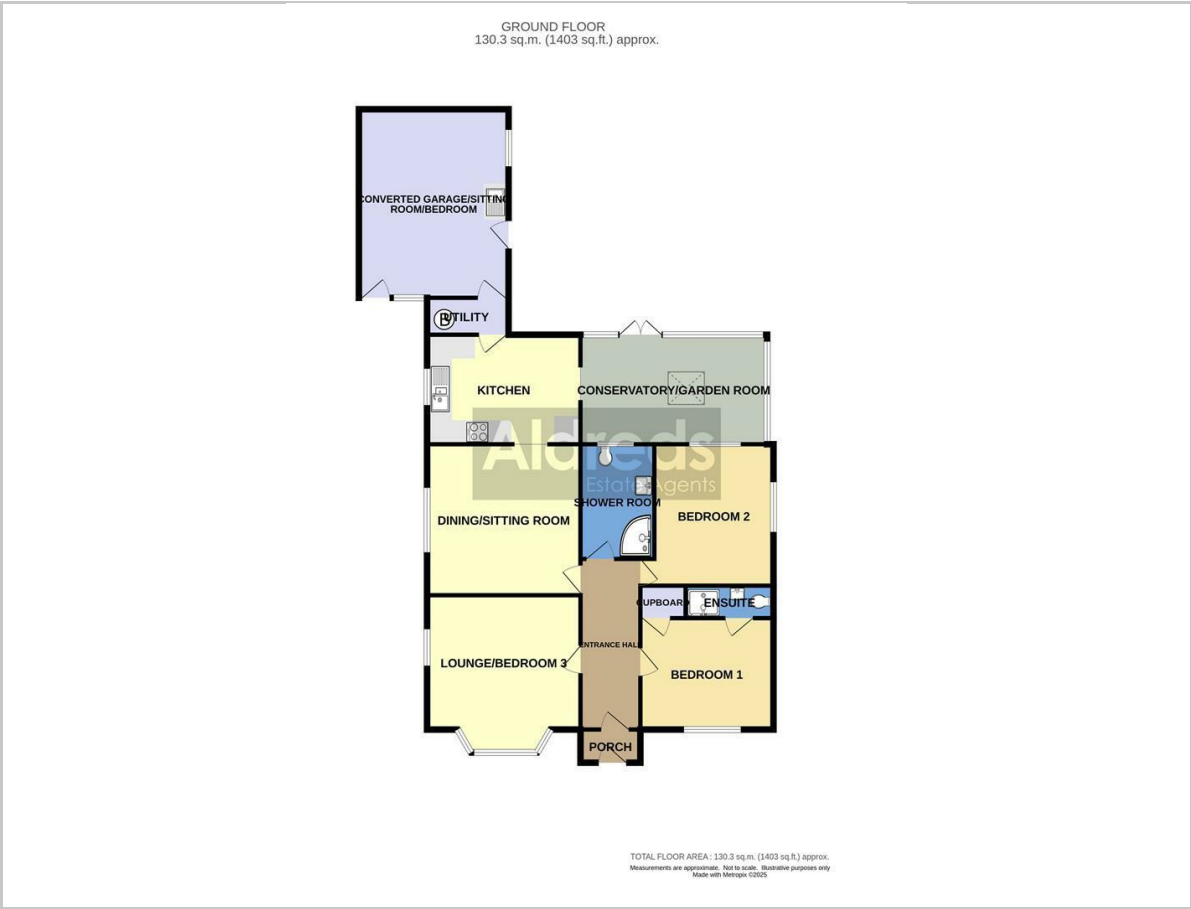 GROUND FLOOR
130.3 sq.m. (1403 sq.ft.) approx.
CONVERTED GARAGE/SITTING
ROOM/BEDROOM
B
UTILITY
KITCHEN
CONSERVATORY/GARDEN ROOM
Aldreds
Estate Agents
SHOWER ROOM
BEDROOM 2
DINING/SITTING ROOM
CUPBOARD
ENSUITE
ENTRANCE HALL
LOUNGE/BEDROOM 3
BEDROOM 1
PORCH
TOTAL FLOOR AREA : 130.3 sq.m. (1403 sq.ft.) approx.
Measurements are approximate. Not to scale. Illustrative purposes only
Made with Metropix ©2025